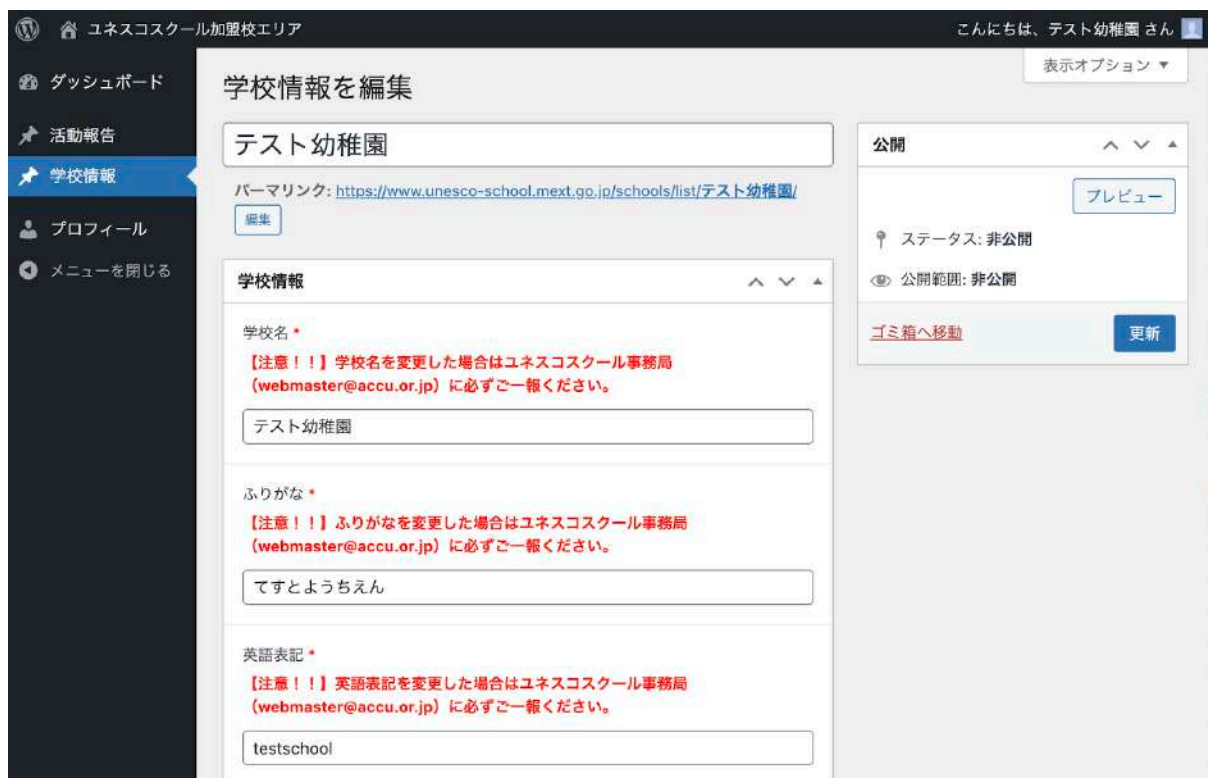 ユネスコスクール加盟校エリア
こんにちは、テスト幼稚園 さん
表示オプション ▼
ダッシュボード
活動報告
学校情報
プロフィール
メニューを閉じる
学校情報を編集
テスト幼稚園
パーマリンク: https://www.unesco-school.mext.go.jp/schools/list/テスト幼稚園/
編集
学校情報
学校名 *
【注意！！】学校名を変更した場合はユネスコスクール事務局
（webmaster@accu.or.jp）に必ずご一報ください。
テスト幼稚園
ふりがな *
【注意！！】ふりがなを変更した場合はユネスコスクール事務局
（webmaster@accu.or.jp）に必ずご一報ください。
てすとようちえん
英語表記 *
【注意！！】英語表記を変更した場合はユネスコスクール事務局
（webmaster@accu.or.jp）に必ずご一報ください。
testschool
公開
プレビュー
ステータス: 非公開
公開範囲: 非公開
ゴミ箱へ移動
更新